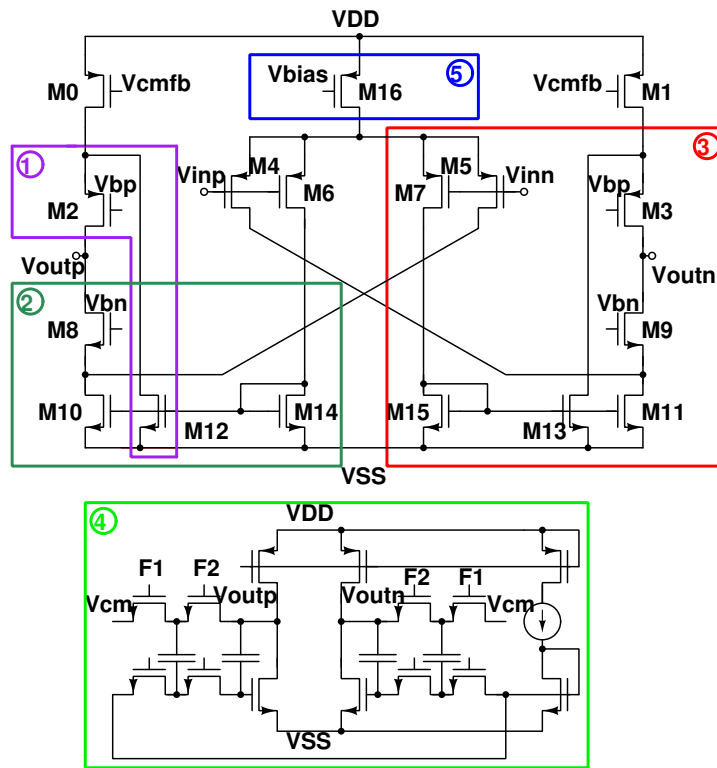 VDD
M0 Vcmfb Vbias M16 5 Vcmfb M1
1 3
Vinp M4 M6 M7 M5 Vinn
M2 Vbp Vbp M3
Voutp Voutn
2 Vbn Vbn
M8 M9
M10 M12 M14 M15 M13 M11
VSS
4 VDD
F1 F2 Voutp Voutn F2 F1
Vcm Vcm
VSS